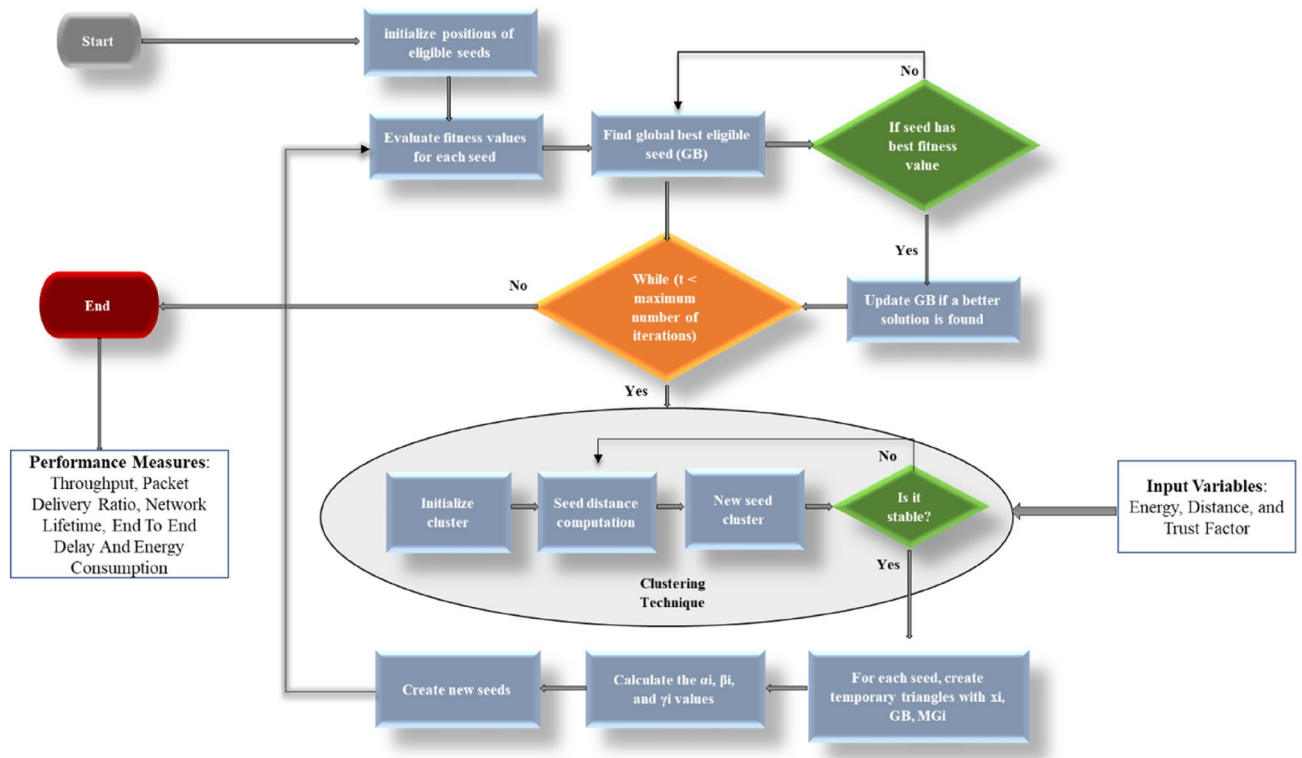 Start
initialize positions of
eligible seeds
No
Evaluate fitness values
for each seed
Find global best eligible
seed (GB)
If seed has
best fitness
value
Yes
End
No
While (t <
maximum
number of
iterations)
Update GB if a better
solution is found
Yes
Performance Measures:
Throughput, Packet
Delivery Ratio, Network
Lifetime, End To End
Delay And Energy
Consumption
No
Initialize
cluster
Seed distance
computation
New seed
cluster
Is it
stable?
Input Variables:
Energy, Distance, and
Trust Factor
Yes
Clustering
Technique
Create new seeds
Calculate the αi, βi,
and γi values
For each seed, create
temporary triangles with xi,
GB, MGi